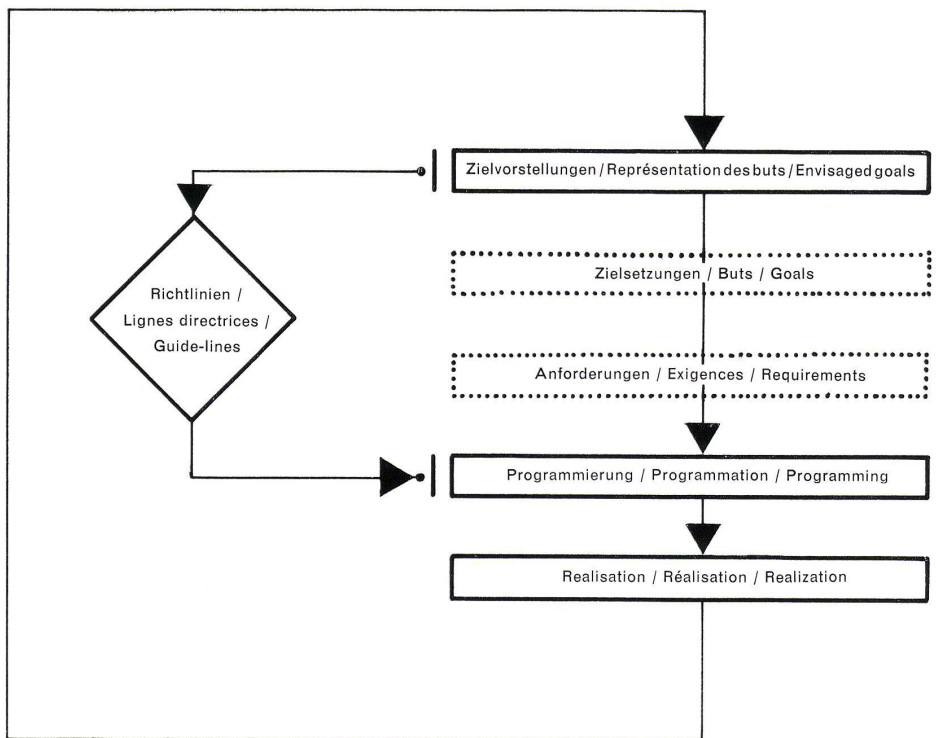 Zielvorstellungen / Représentation des buts / Envisaged goals
Zielsetzungen / Buts / Goals
Richtlinien /
Lignes directrices /
Guide-lines
Anforderungen / Exigences / Requirements
Programmierung / Programmation / Programming
Realisation / Réalisation / Realization